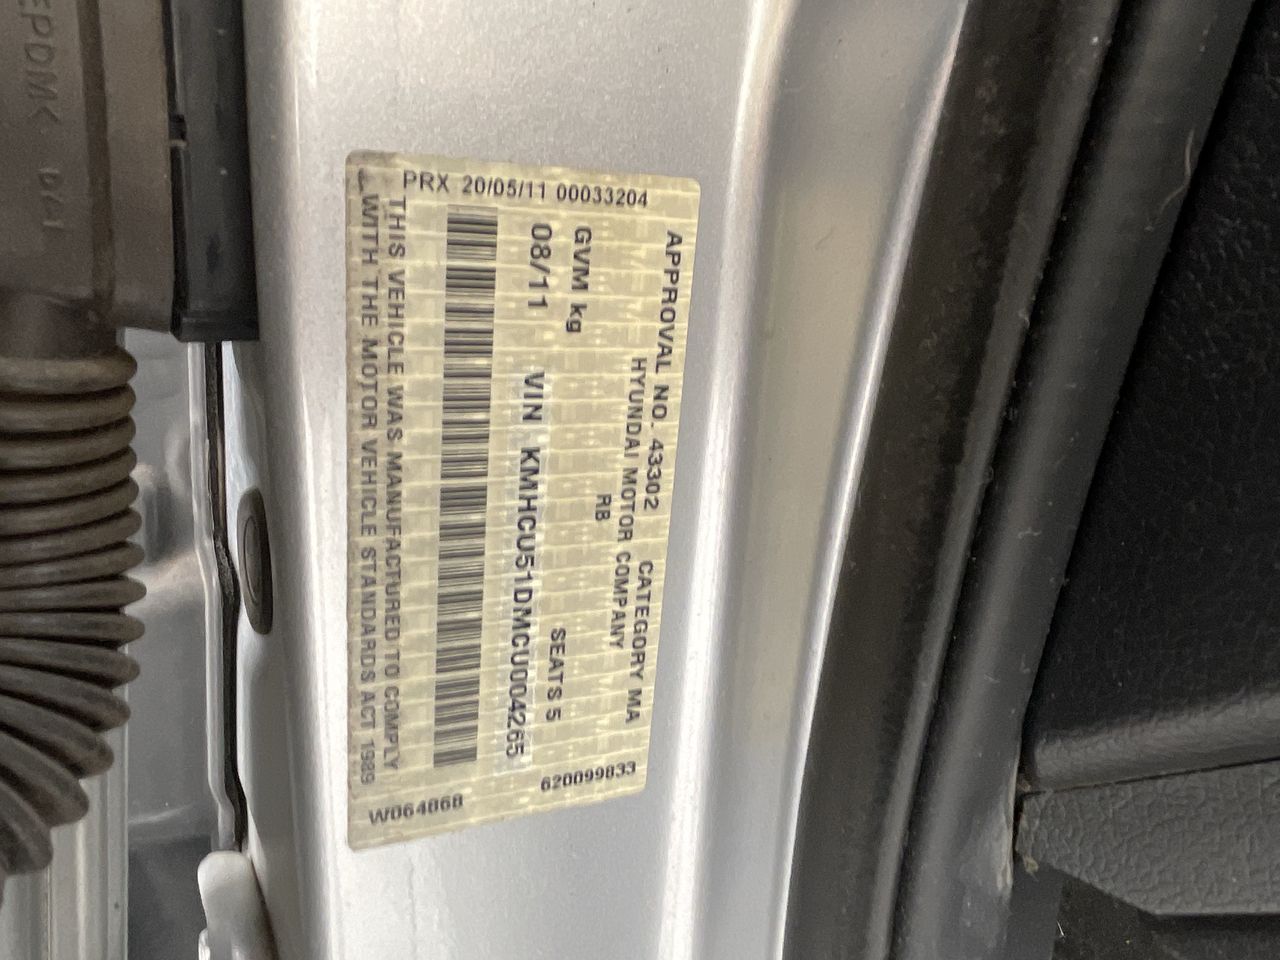 APPROVAL NO. 43302 CATEGORY MA
HYUNDAI MOTOR COMPANY
RB
GVM kg SEATS 5
08/11 VIN KMHCU51DMCU004265
THIS VEHICLE WAS MANUFACTURED TO COMPLY
WITH THE MOTOR VEHICLE STANDARDS ACT 1989
PRX 20/05/11 00033204
620099833
W064868